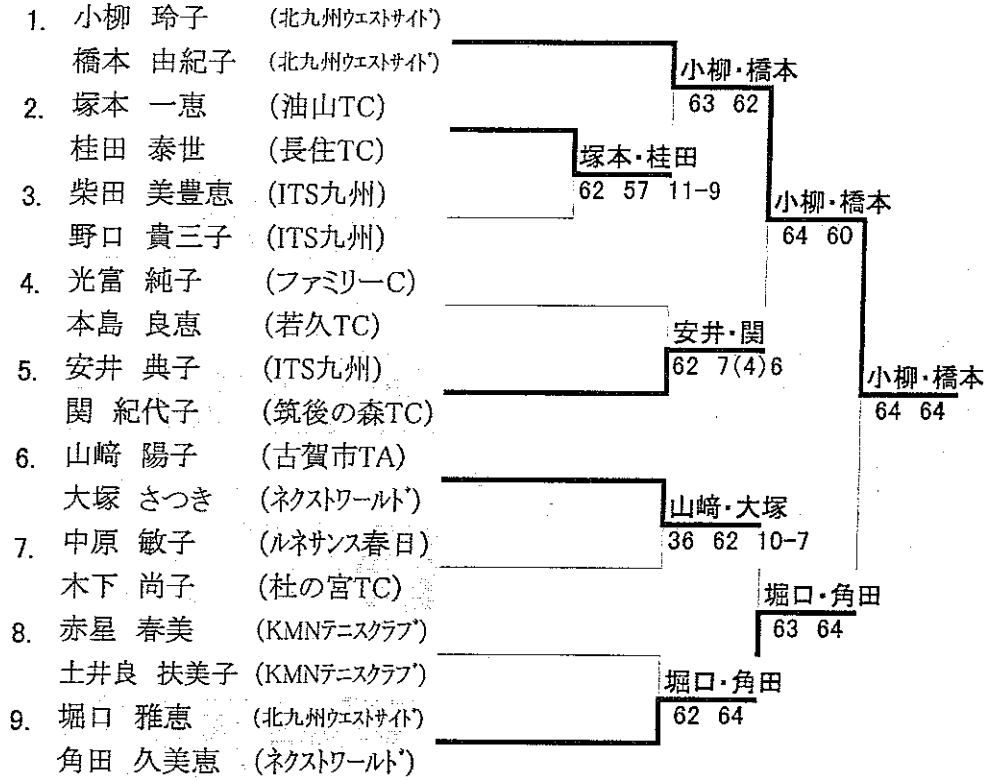 1. 小柳 玲子 (北九州ウエストサイド)
橋本 由紀子 (北九州ウエストサイド)
小柳・橋本
63 62
2. 塚本 一恵 (油山TC)
桂田 泰世 (長住TC)
塚本・桂田
62 57 11-9
3. 柴田 美豊恵 (ITS九州)
小柳・橋本
64 60
野口 貴三子 (ITS九州)
4. 光富 純子 (ファミリーC)
本島 良恵 (若久TC)
安井・関
62 7(4)6
5. 安井 典子 (ITS九州)
小柳・橋本
64 64
関 紀代子 (筑後の森TC)
6. 山﨑 陽子 (古賀市TA)
大塚 さつき (ネクストワールド)
山﨑・大塚
36 62 10-7
7. 中原 敏子 (ルネサンス春日)
木下 尚子 (杜の宮TC)
堀口・角田
63 64
8. 赤星 春美 (KMNテニスクラブ)
土井良 扶美子 (KMNテニスクラブ)
堀口・角田
62 64
9. 堀口 雅恵 (北九州ウエストサイド)
角田 久美恵 (ネクストワールド)